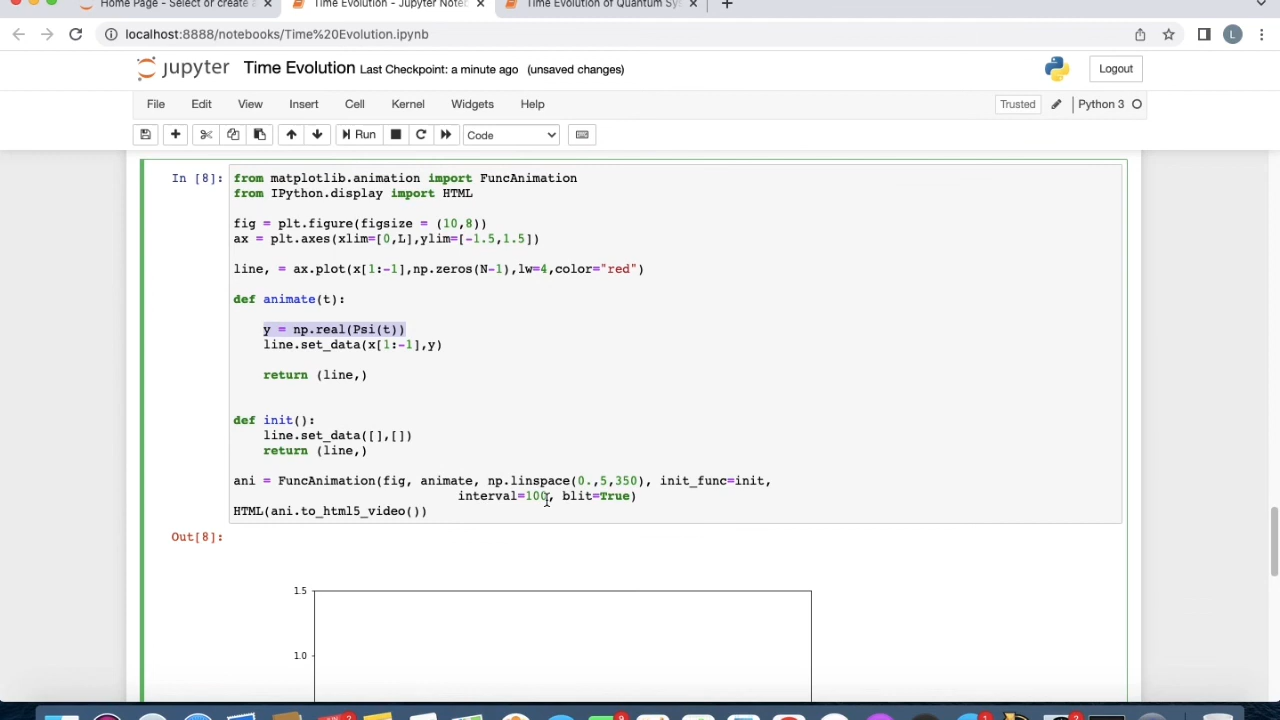 Home Page - Select or create a
Time Evolution - Jupyter Note
Time Evolution of Quantum Sy
localhost:8888/notebooks/Time%20Evolution.ipynb
L
jupyter Time Evolution Last Checkpoint: a minute ago (unsaved changes)
Logout
File Edit View Insert Cell Kernel Widgets Help
Trusted Python 3
Run Code
In [8]: from matplotlib.animation import FuncAnimation
from IPython.display import HTML
fig = plt.figure(figsize = (10,8))
ax = plt.axes(xlim=[0,L],ylim=[-1.5,1.5])
line, = ax.plot(x[1:-1],np.zeros(N-1),lw=4,color="red")
def animate(t):
y = np.real(Psi(t))
line.set_data(x[1:-1],y)
return (line,)
def init():
line.set_data([],[])
return (line,)
ani = FuncAnimation(fig, animate, np.linspace(0.,5,350), init_func=init,
interval=100, blit=True)
HTML(ani.to_html5_video())
Out[8]:
1.5
1.0
2
9
1
2